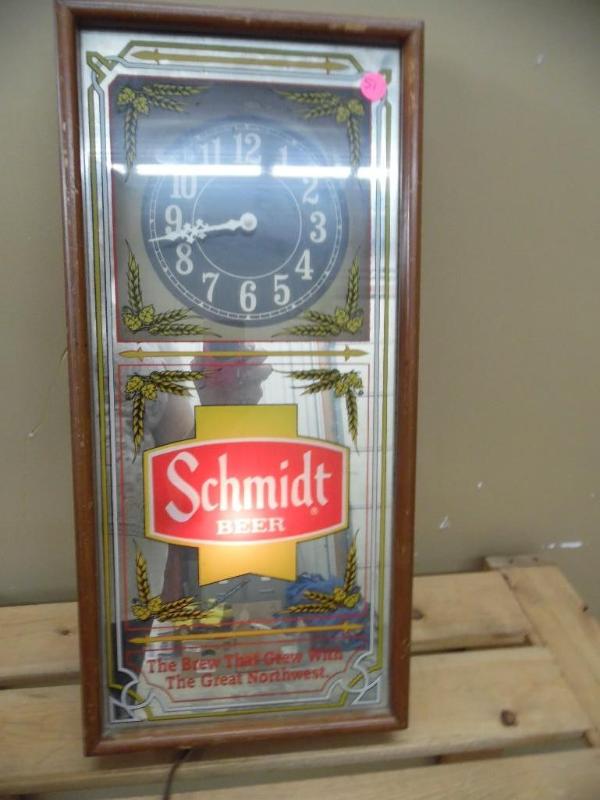 51
12
11 1
10 2
9 3
8 4
7 5
6
Schmidt
®
BEER
The Brew That Grew With
The Great Northwest.